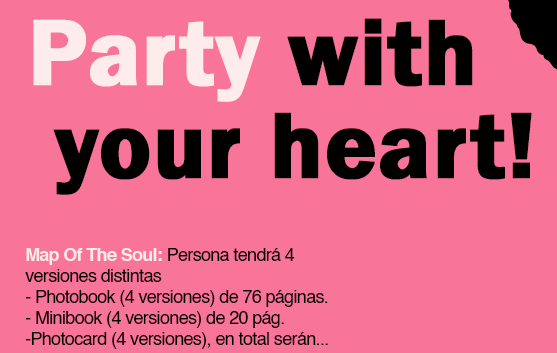 Party with
your heart!
Map Of The Soul: Persona tendrá 4
versiones distintas
- Photobook (4 versiones) de 76 páginas.
- Minibook (4 versiones) de 20 pág.
-Photocard (4 versiones), en total serán...